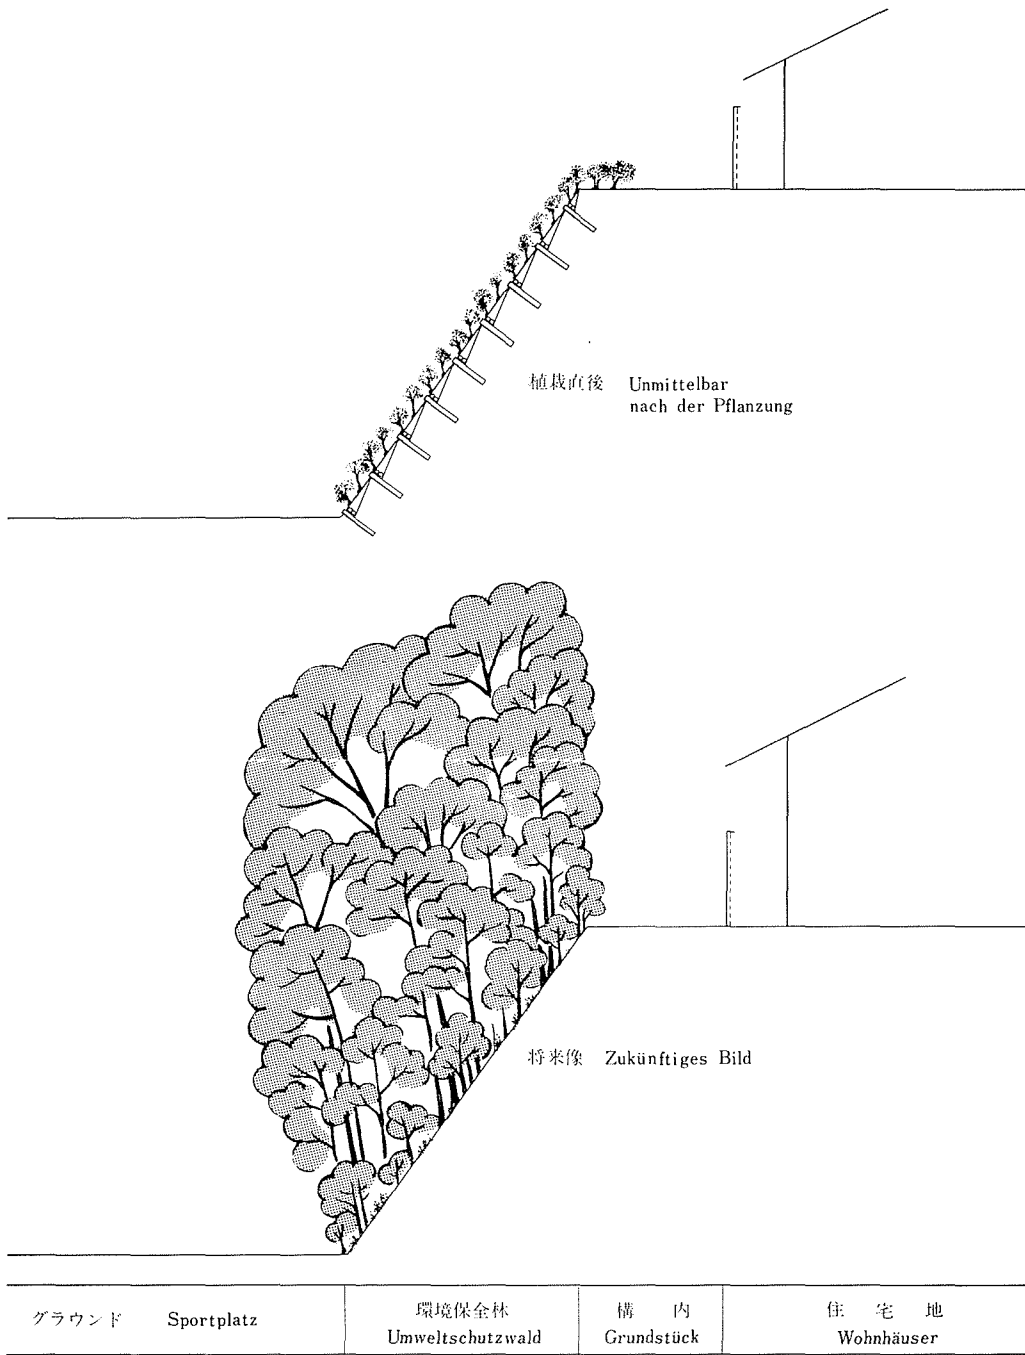 植栽直後 Unmittelbar
nach der Pflanzung
将来像 Zukünftiges Bild
グラウンド Sportplatz
環境保全林
Umweltschutzwald
構内
Grundstück
住宅地
Wohnhäuser